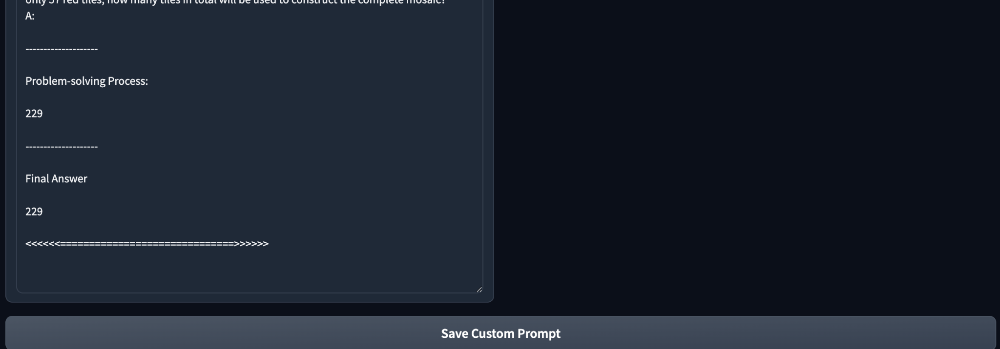 only 57 red tiles, how many tiles in total will be used to construct the complete mosaic?
A:
--------------------
Problem-solving Process:
229
--------------------
Final Answer
229
<<<<<<==============================>>>>>>
Save Custom Prompt